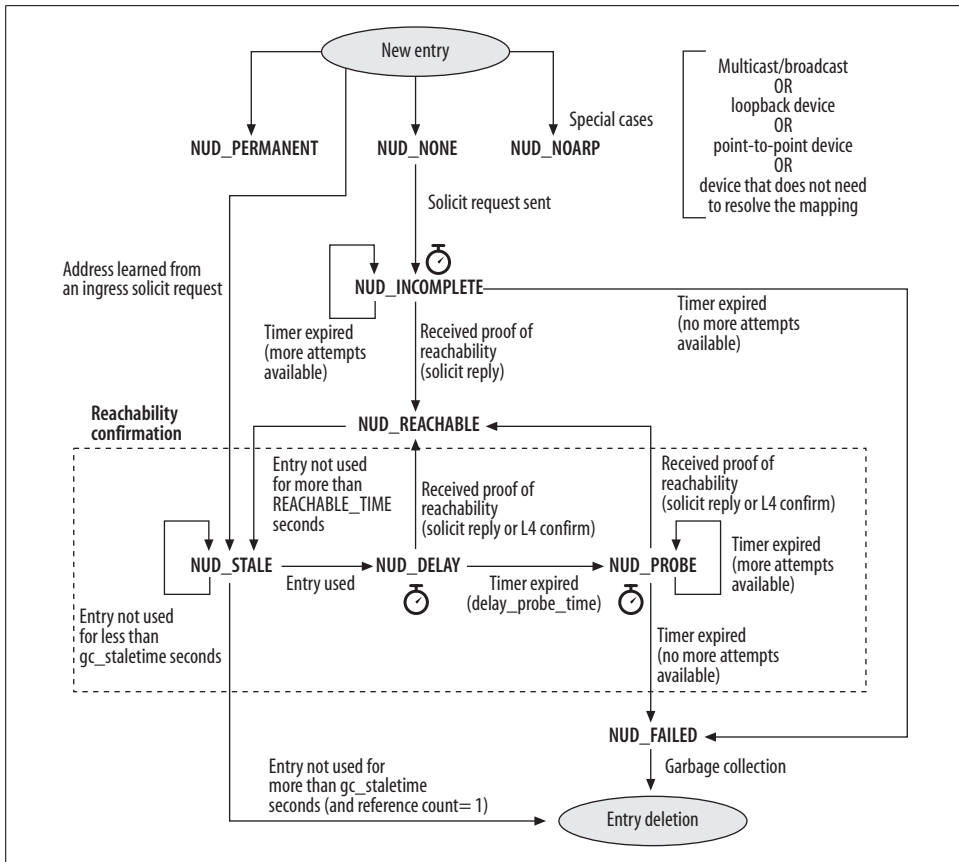 New entry
Multicast/broadcast
OR
loopback device
OR
point-to-point device
OR
device that does not need
to resolve the mapping
Special cases
NUD_PERMANENT
NUD_NONE
NUD_NOARP
Solicit request sent
Address learned from
an ingress solicit request
NUD_INCOMPLETE
Timer expired
(more attempts
available)
Received proof of
reachability
(solicit reply)
Timer expired
(no more attempts
available)
Reachability
confirmation
NUD_REACHABLE
Entry not used
for more than
REACHABLE_TIME
seconds
Received proof of
reachability
(solicit reply or L4 confirm)
Received proof of
reachability
(solicit reply or L4 confirm)
NUD_STALE
Entry used
NUD_DELAY
Timer expired
(delay_probe_time)
NUD_PROBE
Timer expired
(more attempts
available)
Entry not used
for less than
gc_staletime seconds
Timer expired
(no more attempts
available)
NUD_FAILED
Entry not used for
more than gc_staletime
seconds (and reference count= 1)
Garbage collection
Entry deletion